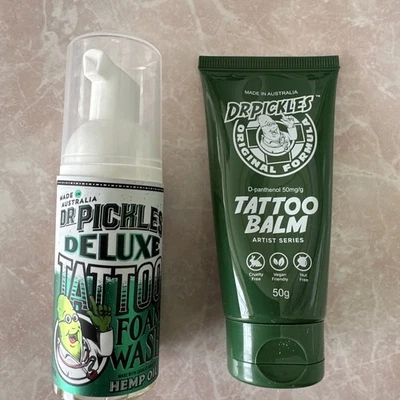 MADE IN
AUSTRALIA
DR PICKLES
DELUXE
TATTOO
FOAM
WASH
HEMP OIL
MADE IN AUSTRALIA
DR PICKLES
ORIGINAL FORMULA
D-panthenol 50mg/g
TATTOO
BALM
ARTIST SERIES
Cruelty Vegan Nut
Free Friendly Free
50g